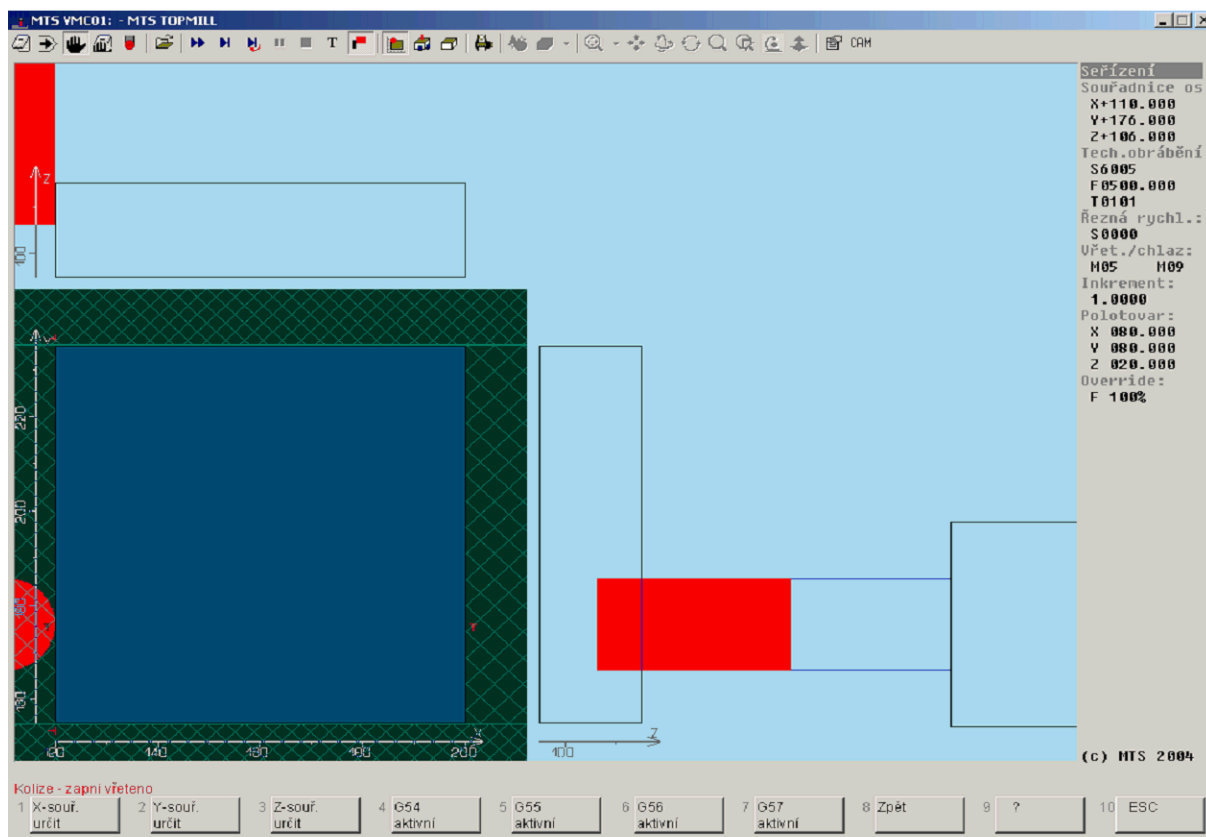 MTS VMC01: - MTS TOPMILL
T CAM
Seřízení
Souřadnice os
X+110.000
Y+176.000
Z+106.000
Tech.obrábění
S6005
F0500.000
T0101
Řezná rychl.:
S0000
Vřet./chlaz:
M05 M09
Inkrement:
1.0000
Polotovar:
X 080.000
Y 080.000
Z 020.000
Override:
F 100%
Z
100
220
200
180
160
X
120 140 160 180 200
Z
100
(c) MTS 2004
Kolize - zapni vřeteno
1 X-souř. určit
2 Y-souř. určit
3 Z-souř. určit
4 G54 aktivní
5 G55 aktivní
6 G56 aktivní
7 G57 aktivní
8 Zpět
9 ?
10 ESC